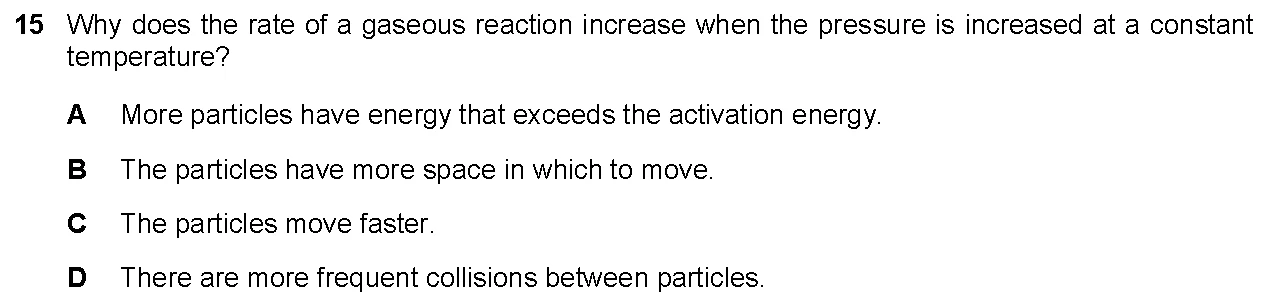 15 Why does the rate of a gaseous reaction increase when the pressure is increased at a constant
temperature?
A More particles have energy that exceeds the activation energy.
B The particles have more space in which to move.
C The particles move faster.
D There are more frequent collisions between particles.